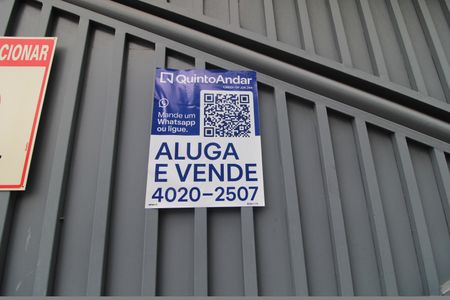 CIONAR
QuintoAndar
Mande um
Whatsapp
ou ligue.
ALUGA
E VENDE
4020-2507